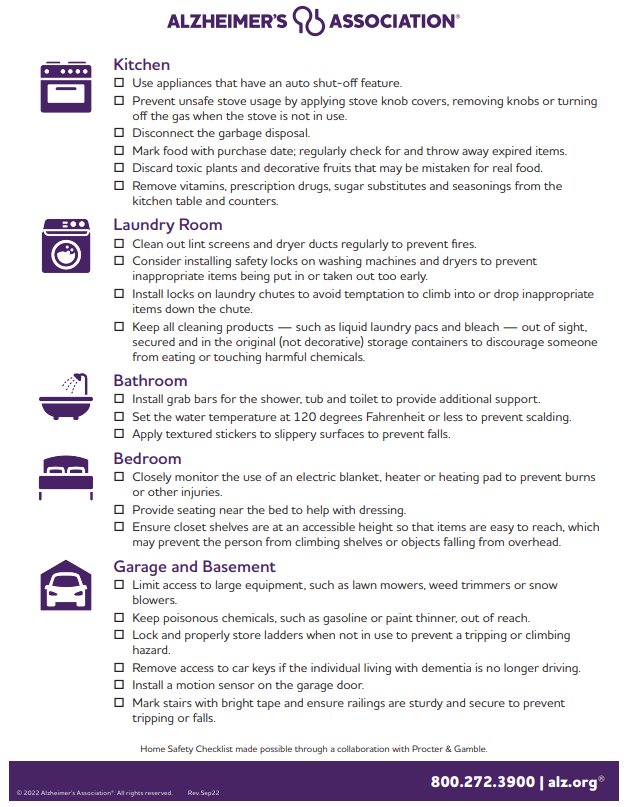 ALZHEIMER'S ASSOCIATION®
Kitchen
Use appliances that have an auto shut-off feature.
Prevent unsafe stove usage by applying stove knob covers, removing knobs or turning
off the gas when the stove is not in use.
Disconnect the garbage disposal.
Mark food with purchase date; regularly check for and throw away expired items.
Discard toxic plants and decorative fruits that may be mistaken for real food.
Remove vitamins, prescription drugs, sugar substitutes and seasonings from the
kitchen table and counters.
Laundry Room
Clean out lint screens and dryer ducts regularly to prevent fires.
Consider installing safety locks on washing machines and dryers to prevent
inappropriate items being put in or taken out too early.
Install locks on laundry chutes to avoid temptation to climb into or drop inappropriate
items down the chute.
Keep all cleaning products — such as liquid laundry pacs and bleach — out of sight,
secured and in the original (not decorative) storage containers to discourage someone
from eating or touching harmful chemicals.
Bathroom
Install grab bars for the shower, tub and toilet to provide additional support.
Set the water temperature at 120 degrees Fahrenheit or less to prevent scalding.
Apply textured stickers to slippery surfaces to prevent falls.
Bedroom
Closely monitor the use of an electric blanket, heater or heating pad to prevent burns
or other injuries.
Provide seating near the bed to help with dressing.
Ensure closet shelves are at an accessible height so that items are easy to reach, which
may prevent the person from climbing shelves or objects falling from overhead.
Garage and Basement
Limit access to large equipment, such as lawn mowers, weed trimmers or snow
blowers.
Keep poisonous chemicals, such as gasoline or paint thinner, out of reach.
Lock and properly store ladders when not in use to prevent a tripping or climbing
hazard.
Remove access to car keys if the individual living with dementia is no longer driving.
Install a motion sensor on the garage door.
Mark stairs with bright tape and ensure railings are sturdy and secure to prevent
tripping or falls.
Home Safety Checklist made possible through a collaboration with Procter & Gamble.
800.272.3900 | alz.org®
© 2022 Alzheimer's Association®. All rights reserved. Rev.Sep22